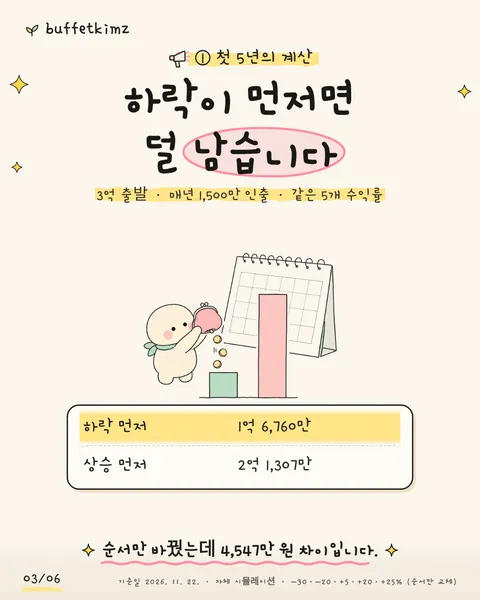 buffetkimz
① 첫 5년의 계산
하락이 먼저면
덜 남습니다
3억 출발 · 매년 1,500만 인출 · 같은 5개 수익률
하락 먼저 1억 6,760만
상승 먼저 2억 1,307만
순서만 바꿨는데 4,547만 원 차이입니다.
03/06
기준일 2026. 11. 22. · 자체 시뮬레이션 · -30·-20·+5·+20·+25% (순서만 교체)